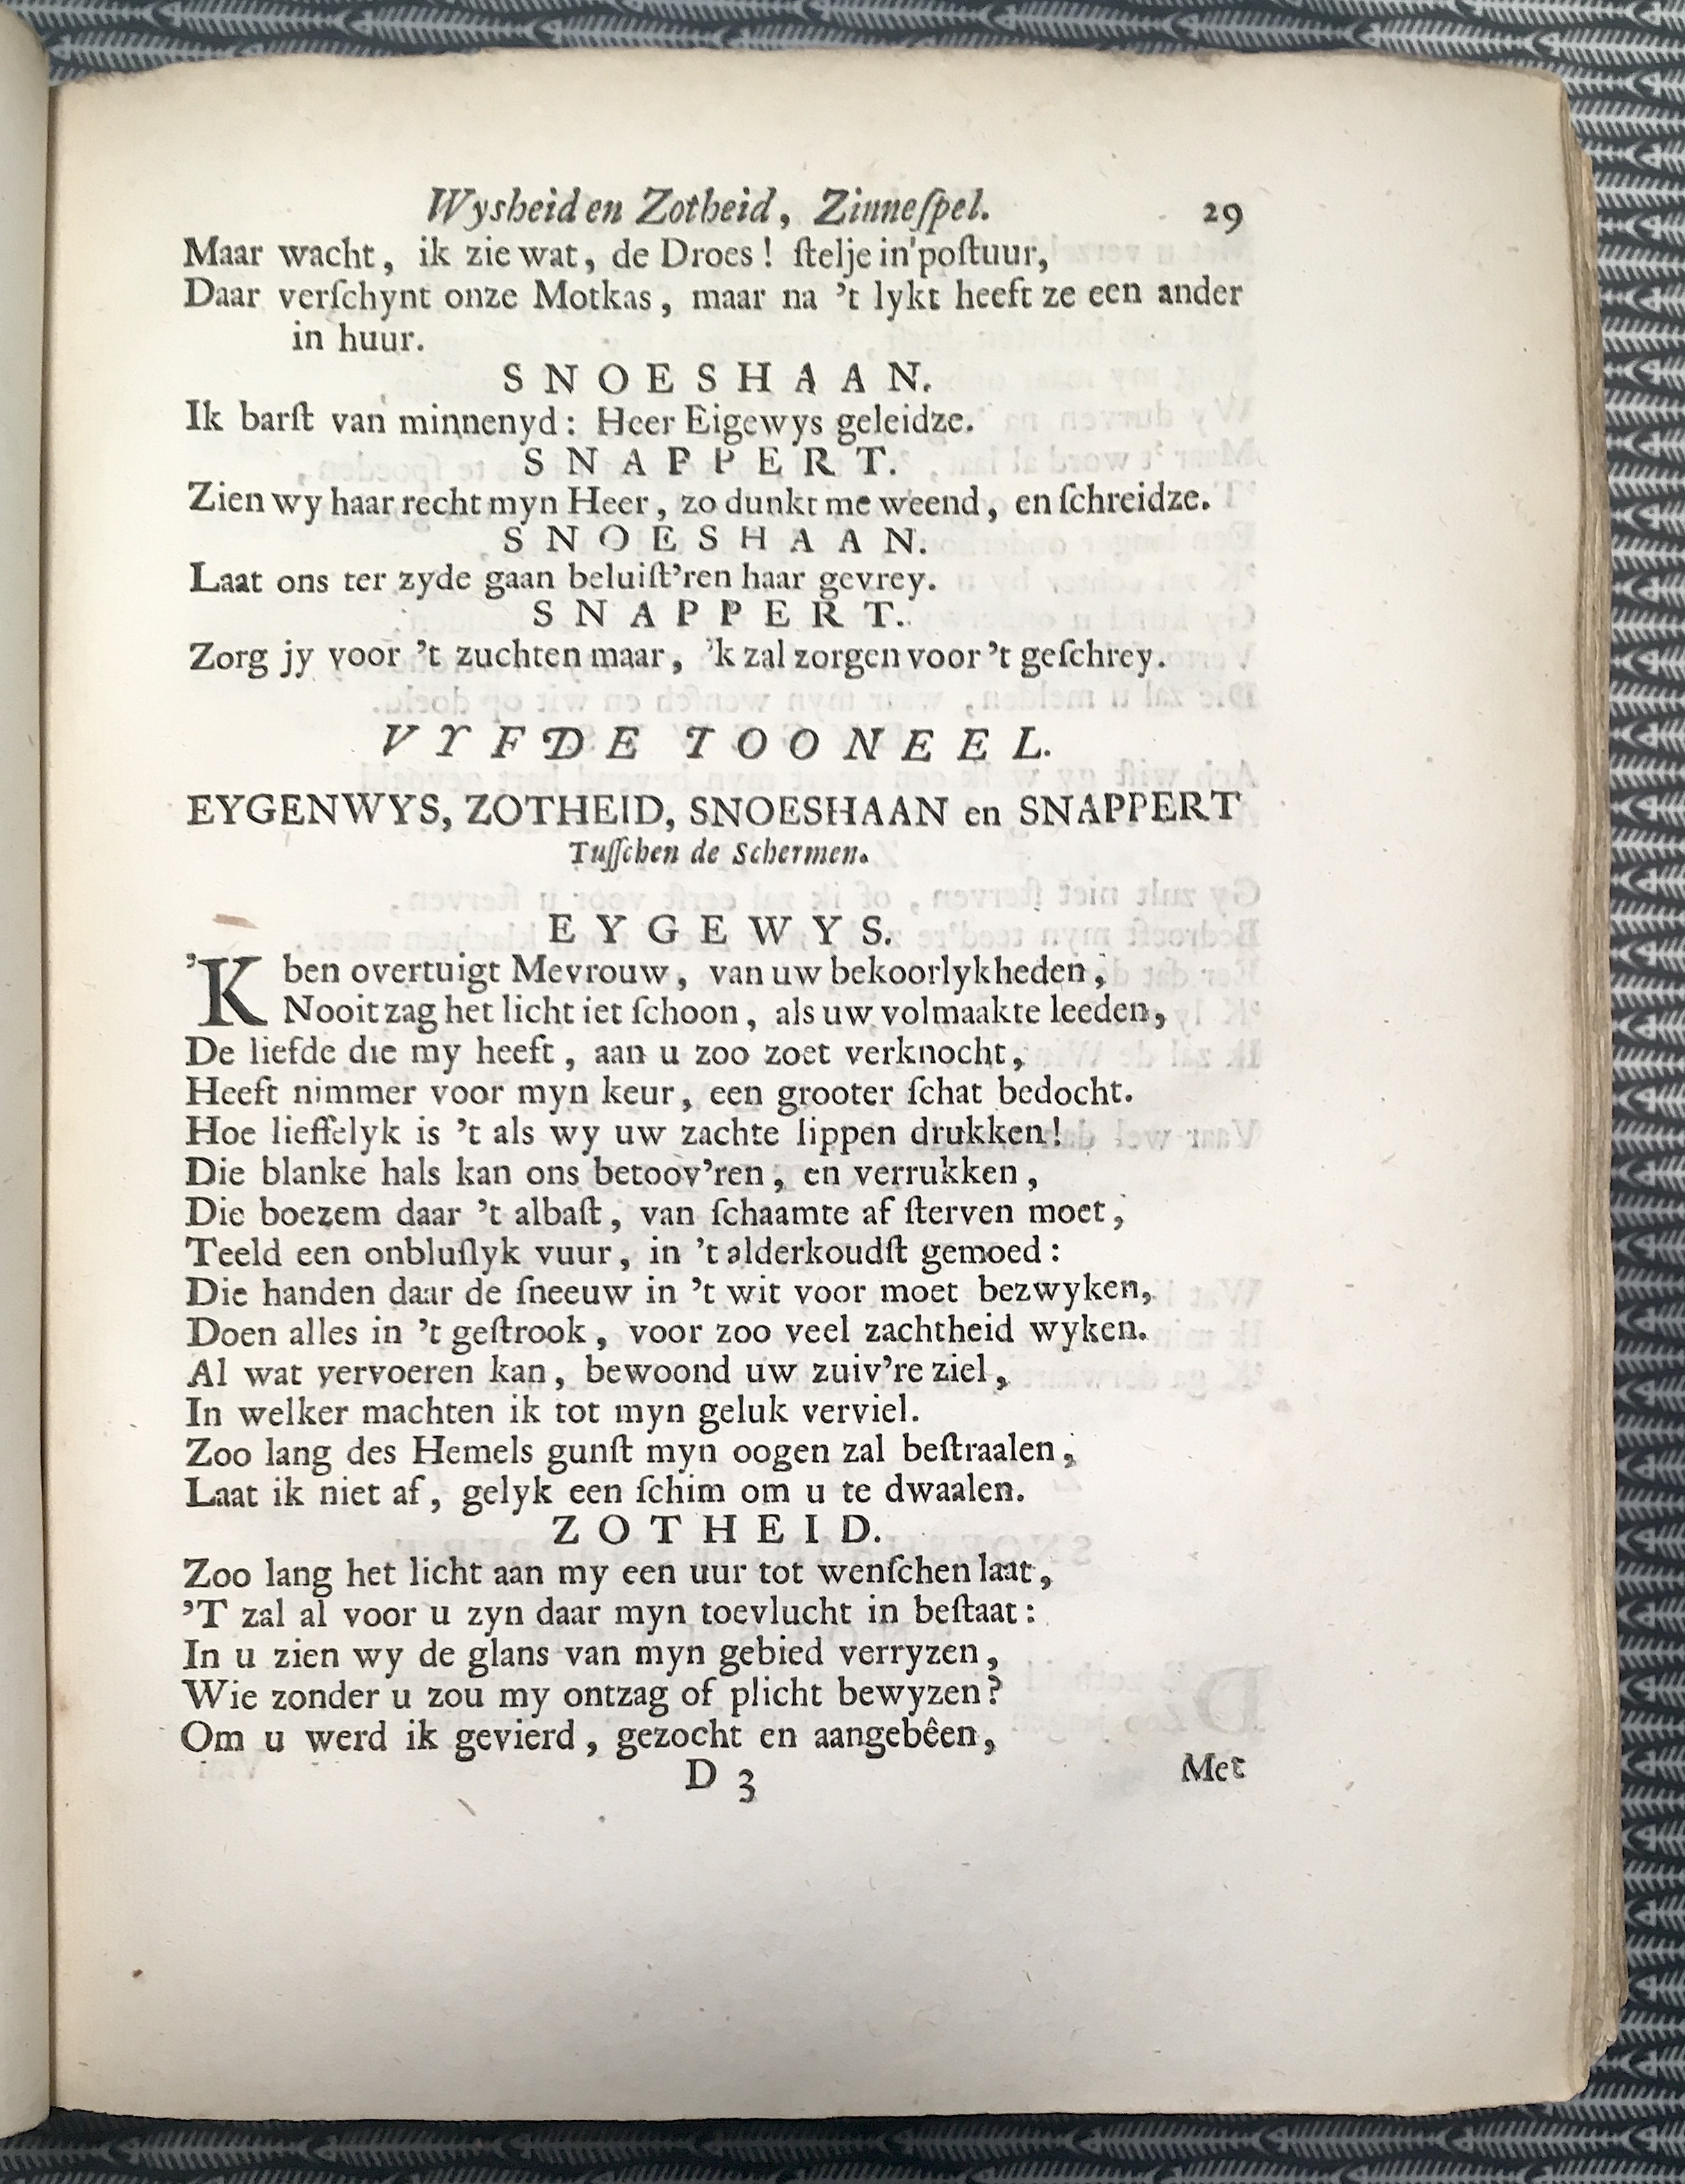 Wysheid en Zotheid, Zinneſpel. 29
Maar wacht, ik zie wat, de Droes! ſtelje in'poſtuur,
Daar verſchynt onze Motkas, maar na 't lykt heeft ze een ander
in huur.
SNOESHAAN.
Ik barſt van minnenyd: Heer Eigewys geleidze.
SNAPPERT.
Zien wy haar recht myn Heer, zo dunkt me weend, en ſchreidze.
SNOESHAAN.
Laat ons ter zyde gaan beluiſt'ren haar gevrey.
SNAPPERT.
Zorg jy voor 't zuchten maar, 'k zal zorgen voor 't geſchrey.
VYFDE TOONEEL.
EYGENWYS, ZOTHEID, SNOESHAAN en SNAPPERT
Tuſſchen de Schermen.
EYGEWYS.
'K ben overtuigt Mevrouw, van uw bekoorlykheden,
Nooit zag het licht iet ſchoon, als uw volmaakte leeden,
De liefde die my heeft, aan u zoo zoet verknocht,
Heeft nimmer voor myn keur, een grooter ſchat bedocht.
Hoe lieffelyk is 't als wy uw zachte lippen drukken!
Die blanke hals kan ons betoov'ren, en verrukken,
Die boezem daar 't albaſt, van ſchaamte af ſterven moet,
Teeld een onbluſlyk vuur, in 't alderkoudſt gemoed:
Die handen daar de ſneeuw in 't wit voor moet bezwyken,
Doen alles in 't geſtrook, voor zoo veel zachtheid wyken.
Al wat vervoeren kan, bewoond uw zuiv're ziel,
In welker machten ik tot myn geluk verviel.
Zoo lang des Hemels gunſt myn oogen zal beſtraalen,
Laat ik niet af, gelyk een ſchim om u te dwaalen.
ZOTHEID.
Zoo lang het licht aan my een uur tot wenſchen laat,
'T zal al voor u zyn daar myn toevlucht in beſtaat:
In u zien wy de glans van myn gebied verryzen,
Wie zonder u zou my ontzag of plicht bewyzen?
Om u werd ik gevierd, gezocht en aangebêen,
D 3 Met